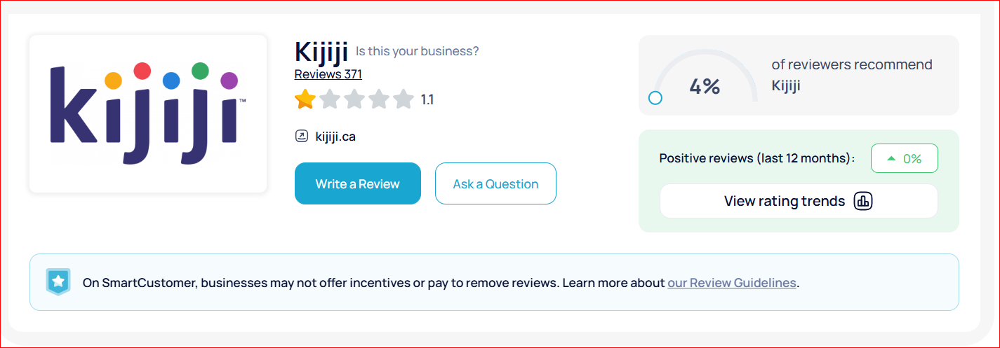 kijiji™
Kijiji Is this your business?
Reviews 371
1.1
kijiji.ca
Write a Review
Ask a Question
4%
of reviewers recommend
Kijiji
Positive reviews (last 12 months):
0%
View rating trends
On SmartCustomer, businesses may not offer incentives or pay to remove reviews. Learn more about our Review Guidelines.